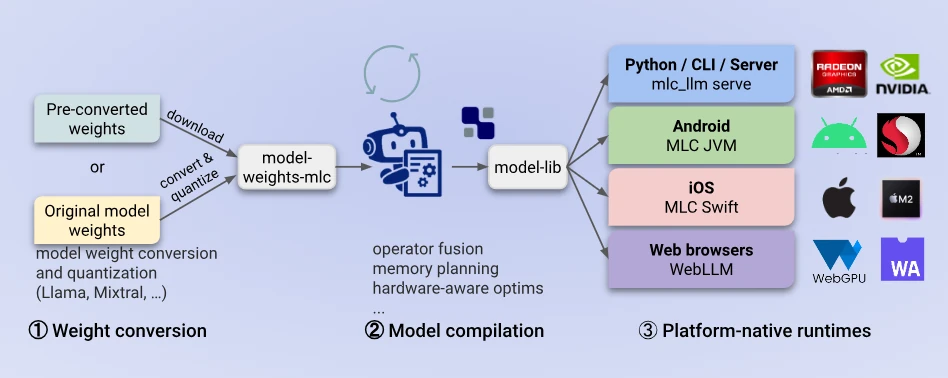 Pre-converted
weights
or
Original model
weights
download
convert &
quantize
model-
weights-mlc
model weight conversion
and quantization
(Llama, Mixtral, ...)
① Weight conversion
operator fusion
memory planning
hardware-aware optims
...
② Model compilation
model-lib
Python / CLI / Server
mlc_llm serve
Android
MLC JVM
iOS
MLC Swift
Web browsers
WebLLM
RADEON
GRAPHICS
AMD
NVIDIA
M2
WebGPU
WA
③ Platform-native runtimes